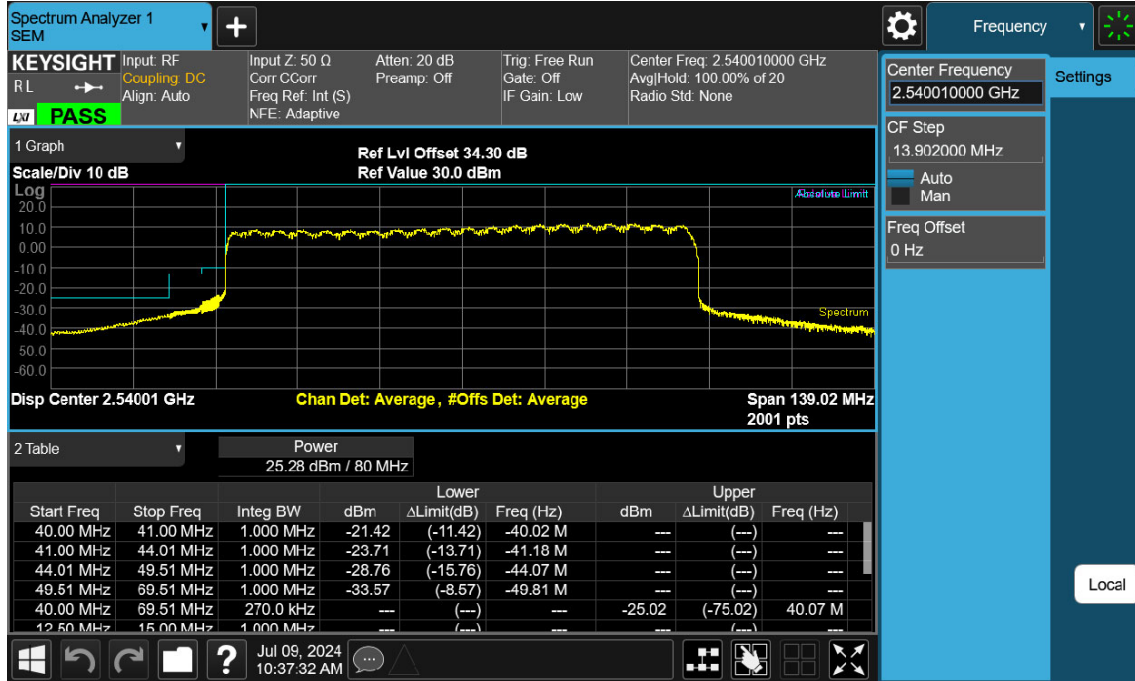 Spectrum Analyzer 1
SEM
+
Frequency
KEYSIGHT
Input: RF
Coupling: DC
Align: Auto
Input Z: 50 Ω
Corr CCorr
Freq Ref: Int (S)
NFE: Adaptive
Atten: 20 dB
Preamp: Off
Trig: Free Run
Gate: Off
IF Gain: Low
Center Freq: 2.540010000 GHz
Avg|Hold: 100.00% of 20
Radio Std: None
R L
LXI
PASS
Center Frequency
2.540010000 GHz
Settings
CF Step
13.902000 MHz
Auto
Man
Freq Offset
0 Hz
1 Graph
Scale/Div 10 dB
Ref Lvl Offset 34.30 dB
Ref Value 30.0 dBm
Log
Absolute Limit
20.0
10.0
0.00
-10.0
-20.0
-30.0
-40.0
50.0
-60.0
Spectrum
Disp Center 2.54001 GHz
Chan Det: Average , #Offs Det: Average
Span 139.02 MHz
2001 pts
2 Table
Power
25.28 dBm / 80 MHz
Lower Upper
Start Freq Stop Freq Integ BW dBm ∆Limit(dB) Freq (Hz) dBm ∆Limit(dB) Freq (Hz)
40.00 MHz 41.00 MHz 1.000 MHz -21.42 (-11.42) -40.02 M --- (---) ---
41.00 MHz 44.01 MHz 1.000 MHz -23.71 (-13.71) -41.18 M --- (---) ---
44.01 MHz 49.51 MHz 1.000 MHz -28.76 (-15.76) -44.07 M --- (---) ---
49.51 MHz 69.51 MHz 1.000 MHz -33.57 (-8.57) -49.81 M --- (---) ---
40.00 MHz 69.51 MHz 270.0 kHz --- (---) --- -25.02 (-75.02) 40.07 M
12.50 MHz 15.00 MHz 1.000 MHz --- (---) --- --- (---) ---
Local
?
Jul 09, 2024
10:37:32 AM